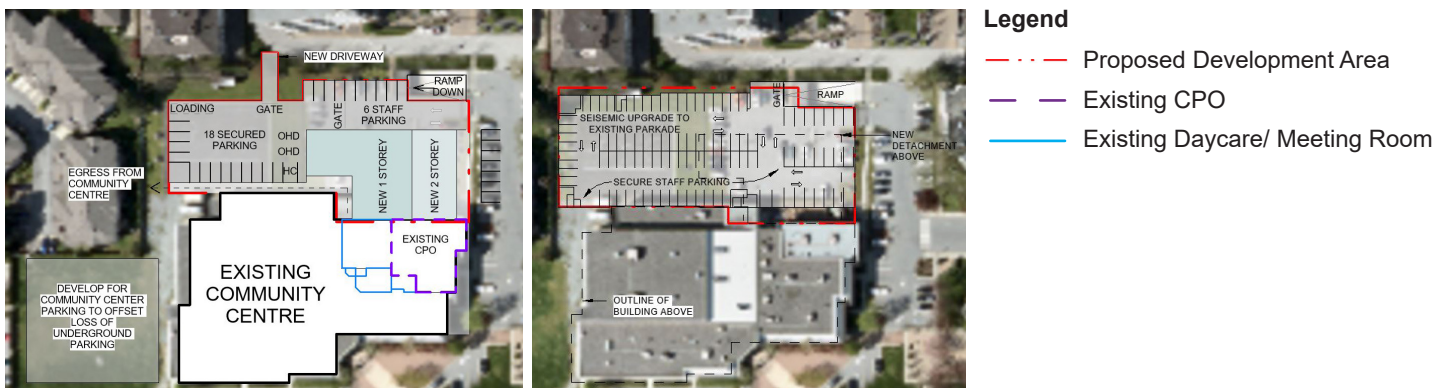 NEW DRIVEWAY
RAMP
DOWN
LOADING
GATE
GATE
6 STAFF
PARKING
18 SECURED
PARKING
OHD
OHD
HC
NEW 1 STOREY
NEW 2 STOREY
EGRESS FROM
COMMUNITY
CENTRE
EXISTING
CPO
EXISTING
COMMUNITY
CENTRE
DEVELOP FOR
COMMUNITY CENTER
PARKING TO OFFSET
LOSS OF
UNDERGROUND
PARKING
GATE
RAMP
SEISMIC UPGRADE TO
EXISTING PARKADE
NEW
DETACHMENT
ABOVE
SECURE STAFF PARKING
OUTLINE OF
BUILDING ABOVE
Legend
Proposed Development Area
Existing CPO
Existing Daycare/ Meeting Room